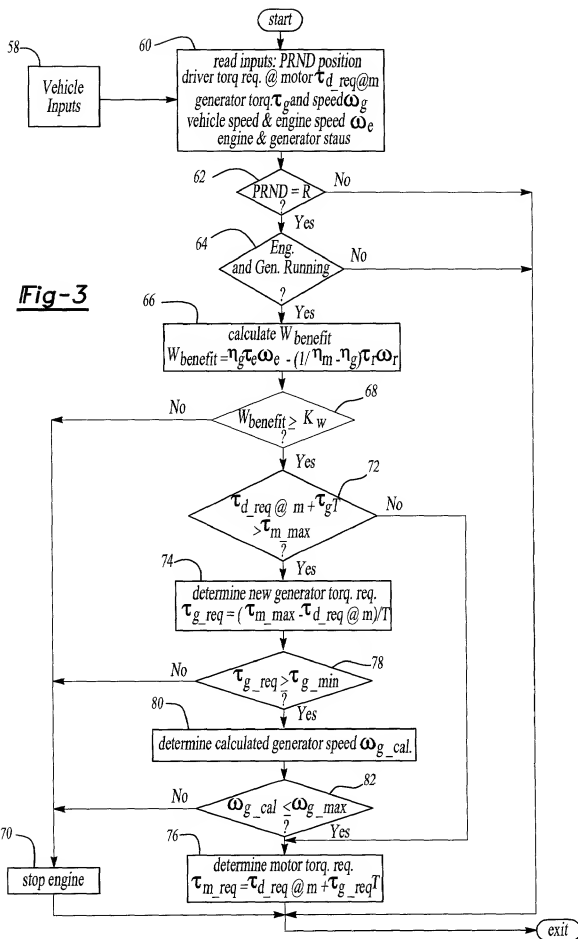 start
58
Vehicle
Inputs
60
read inputs: PRND position
driver torq req. @ motor τd_req@m
generator torq. τg and speed ωg
vehicle speed & engine speed ωe
engine & generator staus
62
PRND = R
?
No
Yes
64
Eng.
and Gen. Running
?
No
Yes
Fig-3
66
calculate Wbenefit
Wbenefit = ηgτeωe - (1/ηm - ηg)τrωr
68
Wbenefit ≥ Kw
?
No
Yes
72
τd_req @ m + τgT
> τm_max
?
No
Yes
74
determine new generator torq. req.
τg_req = (τm_max - τd_req @ m)/T
78
τg_req ≥ τg_min
?
No
Yes
80
determine calculated generator speed ωg_cal.
82
ωg_cal ≤ ωg_max
?
No
Yes
70
stop engine
76
determine motor torq. req.
τm_req = τd_req @ m + τg_reqT
exit